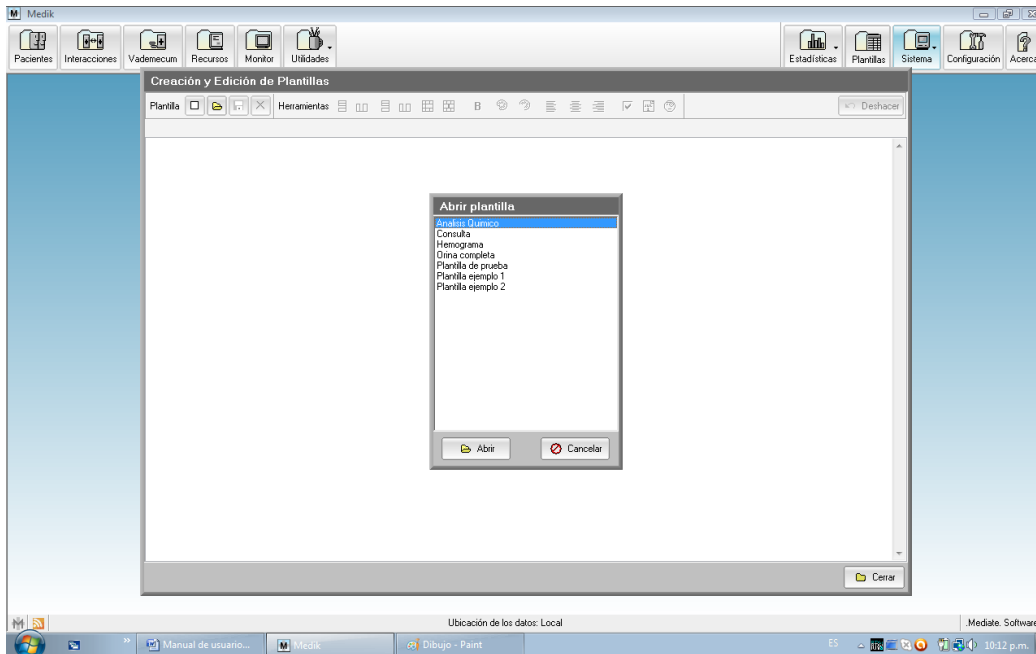 Medik
Pacientes Interacciones Vademecum Recursos Monitor Utilidades Estadísticas Plantillas Sistema Configuración Acerca
Creación y Edición de Plantillas
Plantilla Herramientas B Deshacer
Abrir plantilla
Analisis Quimico
Consulta
Hemograma
Orina completa
Plantilla de prueba
Plantilla ejemplo 1
Plantilla ejemplo 2
Abrir Cancelar
Cerrar
Ubicación de los datos: Local .Mediate. Software
Manual de usuario... Medik Dibujo - Paint ES 10:12 p.m.